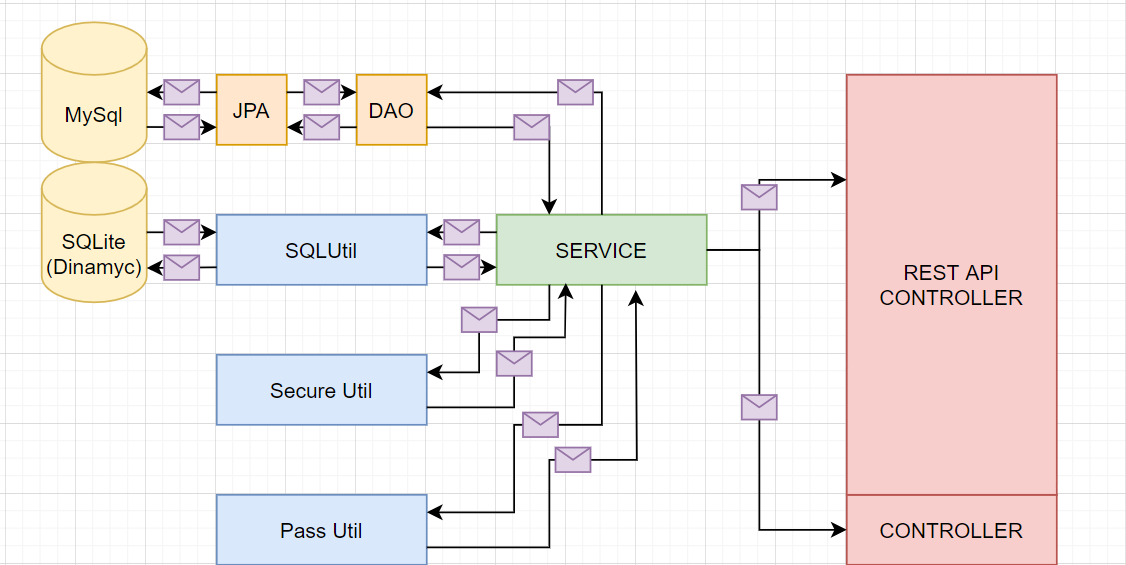 MySql
JPA
DAO
SQLite
(Dinamyc)
SQLUtil
SERVICE
REST API
CONTROLLER
Secure Util
Pass Util
CONTROLLER